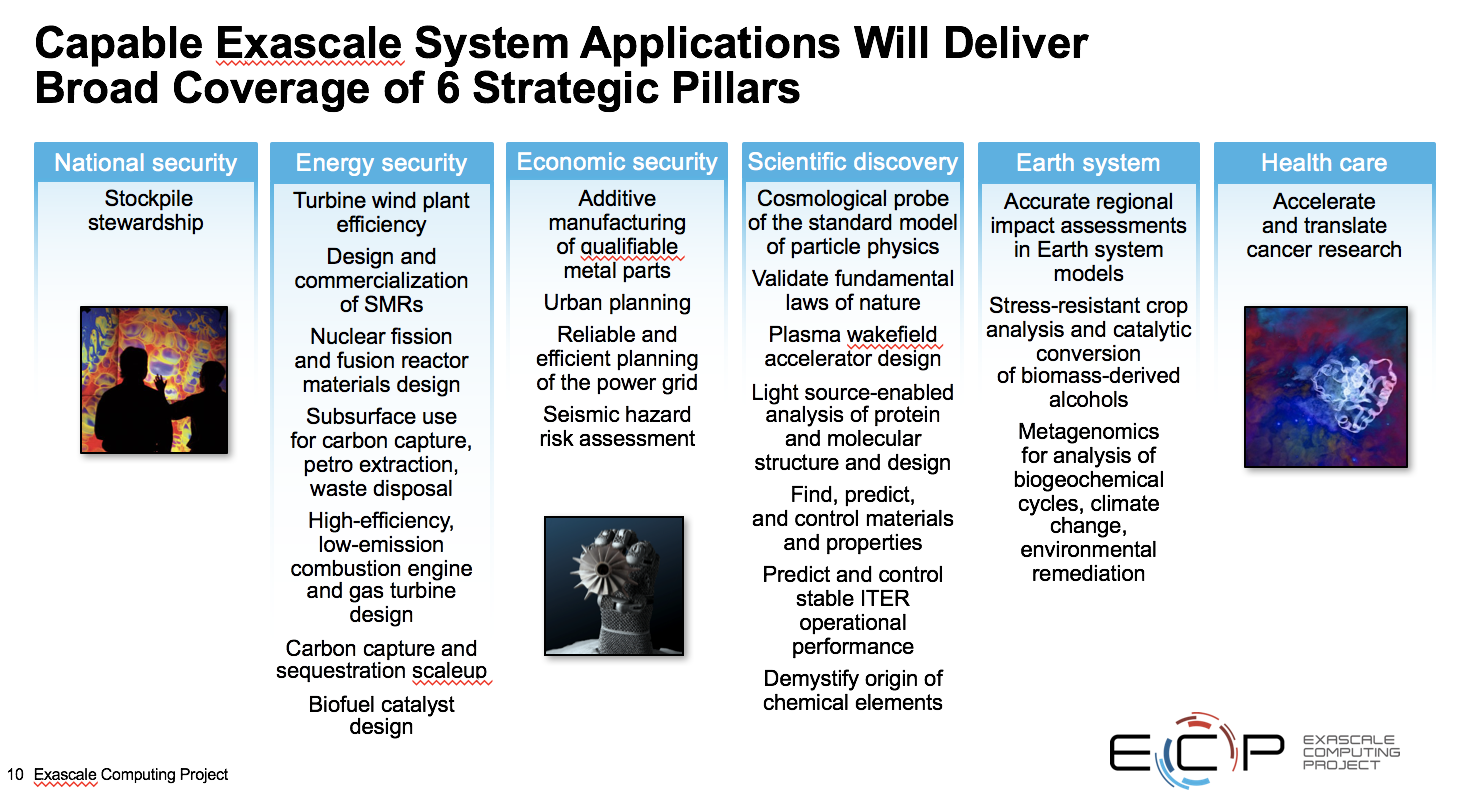 Capable Exascale System Applications Will Deliver
Broad Coverage of 6 Strategic Pillars
National security
Stockpile
stewardship
Energy security
Turbine wind plant
efficiency
Design and
commercialization
of SMRs
Nuclear fission
and fusion reactor
materials design
Subsurface use
for carbon capture,
petro extraction,
waste disposal
High-efficiency,
low-emission
combustion engine
and gas turbine
design
Carbon capture and
sequestration scaleup
Biofuel catalyst
design
Economic security
Additive
manufacturing
of qualifiable
metal parts
Urban planning
Reliable and
efficient planning
of the power grid
Seismic hazard
risk assessment
Scientific discovery
Cosmological probe
of the standard model
of particle physics
Validate fundamental
laws of nature
Plasma wakefield
accelerator design
Light source-enabled
analysis of protein
and molecular
structure and design
Find, predict,
and control materials
and properties
Predict and control
stable ITER
operational
performance
Demystify origin of
chemical elements
Earth system
Accurate regional
impact assessments
in Earth system
models
Stress-resistant crop
analysis and catalytic
conversion
of biomass-derived
alcohols
Metagenomics
for analysis of
biogeochemical
cycles, climate
change,
environmental
remediation
Health care
Accelerate
and translate
cancer research
10 Exascale Computing Project
ECP
EXASCALE
COMPUTING
PROJECT